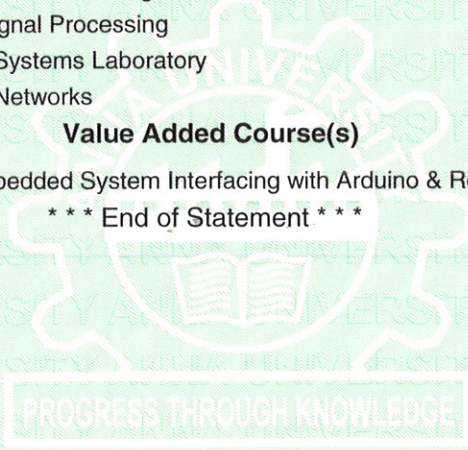 gnal Processing
Systems Laboratory
Networks
Value Added Course(s)
bedded System Interfacing with Arduino & R
* * * End of Statement * * *
PROGRESS THROUGH KNOWLEDGE